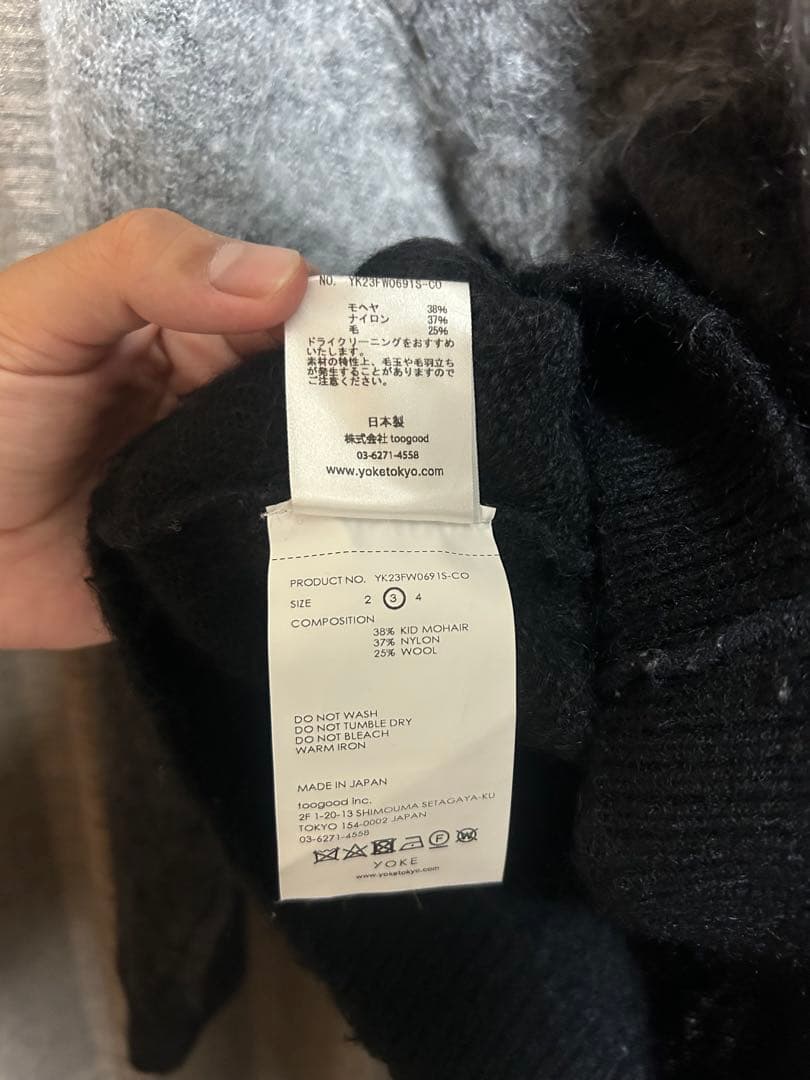 NO. YK23FW0691S-CO
モヘヤ 38%
ナイロン 37%
毛 25%
ドライクリーニングをおすすめ
いたします。
素材の特性上、毛玉や毛羽立ち
が発生することがありますので
ご注意ください。
日本製
株式会社 toogood
03-6271-4558
www.yoketokyo.com
PRODUCT NO. YK23FW0691S-CO
SIZE 2 3 4
COMPOSITION
38% KID MOHAIR
37% NYLON
25% WOOL
DO NOT WASH
DO NOT TUMBLE DRY
DO NOT BLEACH
WARM IRON
MADE IN JAPAN
toogood Inc.
2F 1-20-13 SHIMOUMA SETAGAYA-KU
TOKYO 154-0002 JAPAN
03-6271-4558
F W
YOKE
www.yoketokyo.com